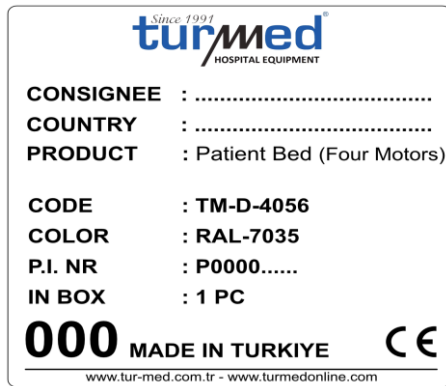 Since 1991
turmed
HOSPITAL EQUIPMENT
CONSIGNEE : ....................................
COUNTRY : ....................................
PRODUCT : Patient Bed (Four Motors)
CODE : TM-D-4056
COLOR : RAL-7035
P.I. NR : P0000......
IN BOX : 1 PC
000 MADE IN TURKIYE CE
www.tur-med.com.tr - www.turmedonline.com